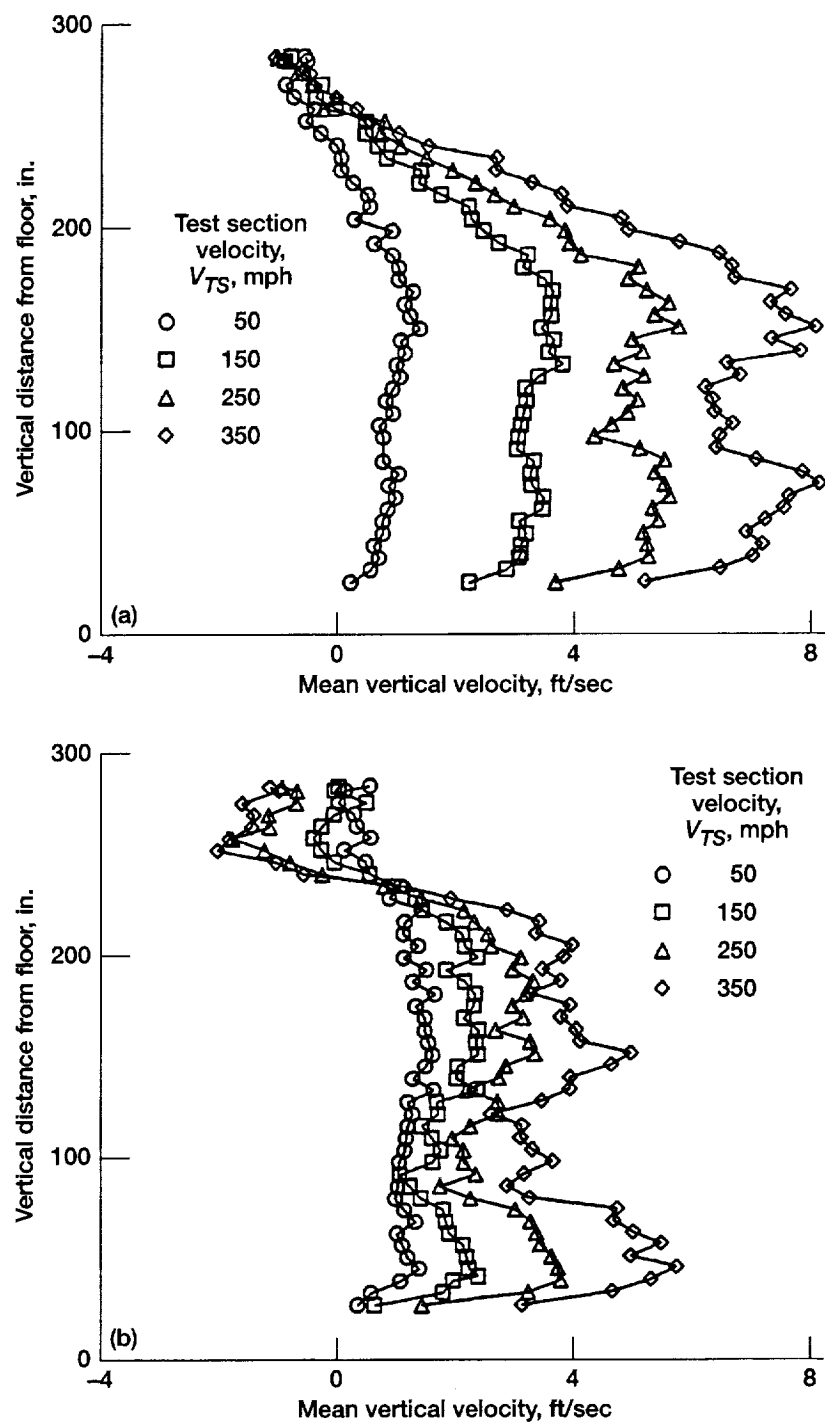 300
200
100
0
Vertical distance from floor, in.
Test section
velocity,
V_TS, mph
50
150
250
350
(a)
–4
0
4
8
Mean vertical velocity, ft/sec
300
200
100
0
Vertical distance from floor, in.
Test section
velocity,
V_TS, mph
50
150
250
350
(b)
–4
0
4
8
Mean vertical velocity, ft/sec